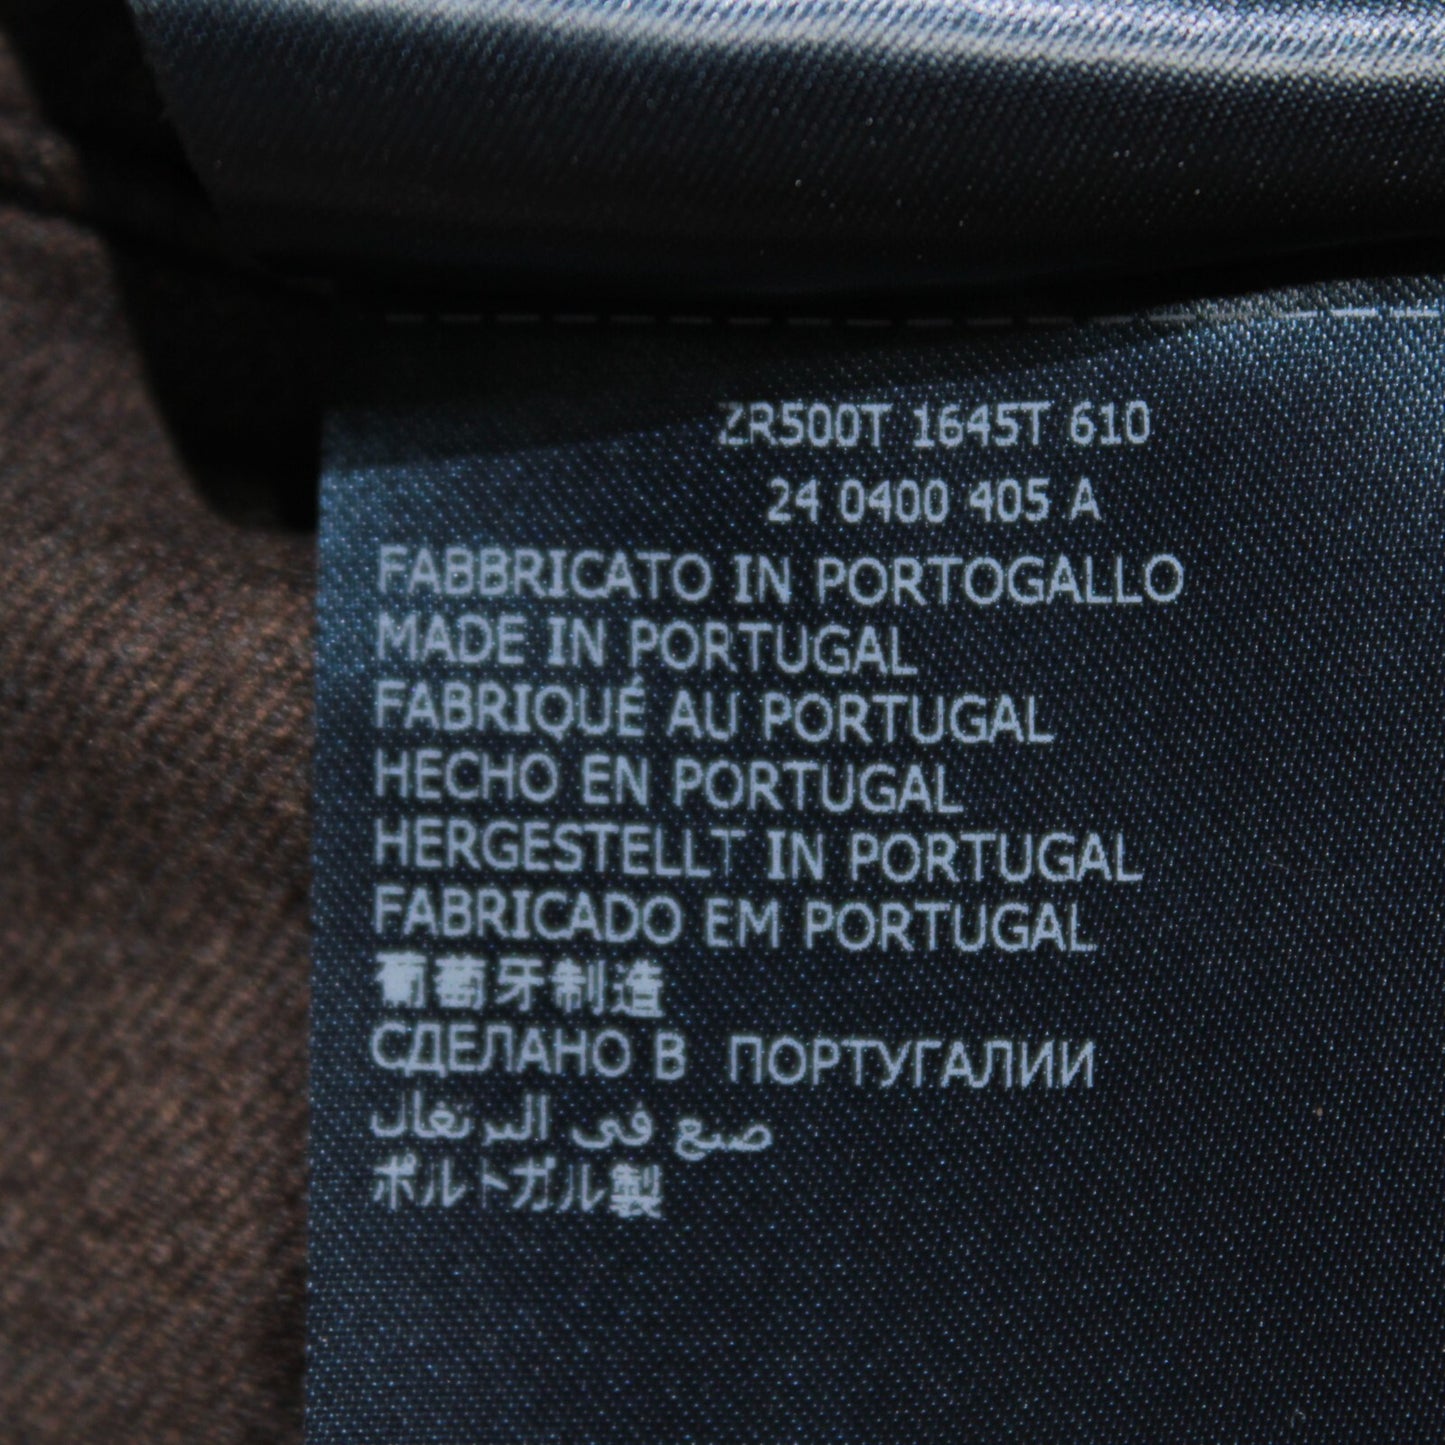 ZR500T 1645T 610
24 0400 405 A
FABBRICATO IN PORTOGALLO
MADE IN PORTUGAL
FABRIQUÉ AU PORTUGAL
HECHO EN PORTUGAL
HERGESTELLT IN PORTUGAL
FABRICADO EM PORTUGAL
葡萄牙制造
СДЕЛАНО В ПОРТУГАЛИИ
صنع في البرتغال
ポルトガル製